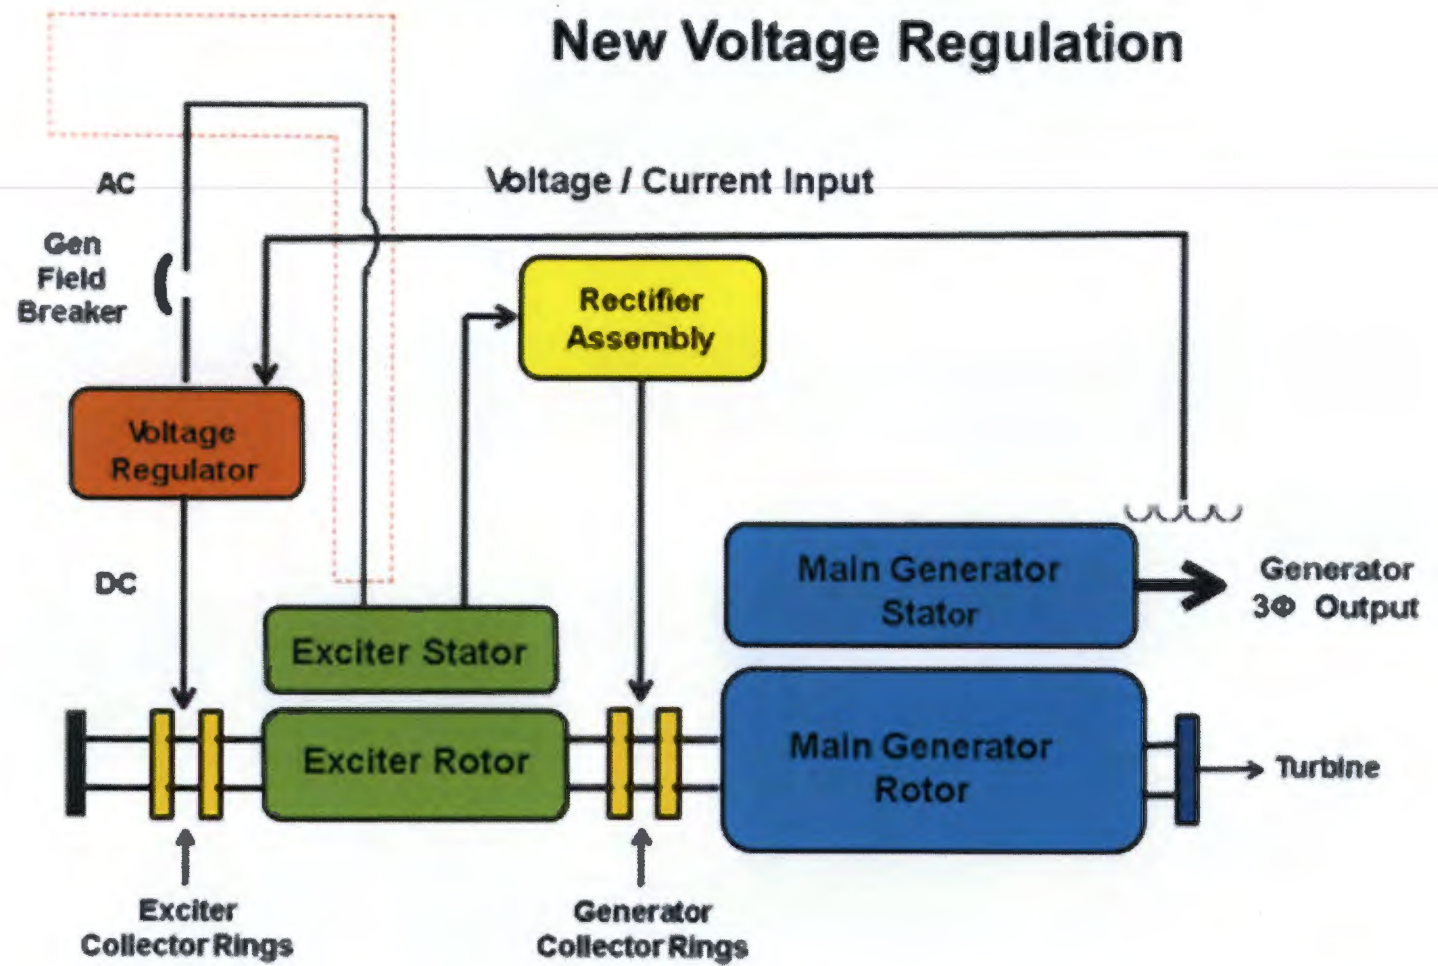 New Voltage Regulation
AC
Voltage / Current Input
Gen
Field
Breaker
Rectifier
Assembly
Voltage
Regulator
DC
Main Generator
Stator
Generator
3Φ Output
Exciter Stator
Exciter Rotor
Main Generator
Rotor
Turbine
Exciter
Collector Rings
Generator
Collector Rings